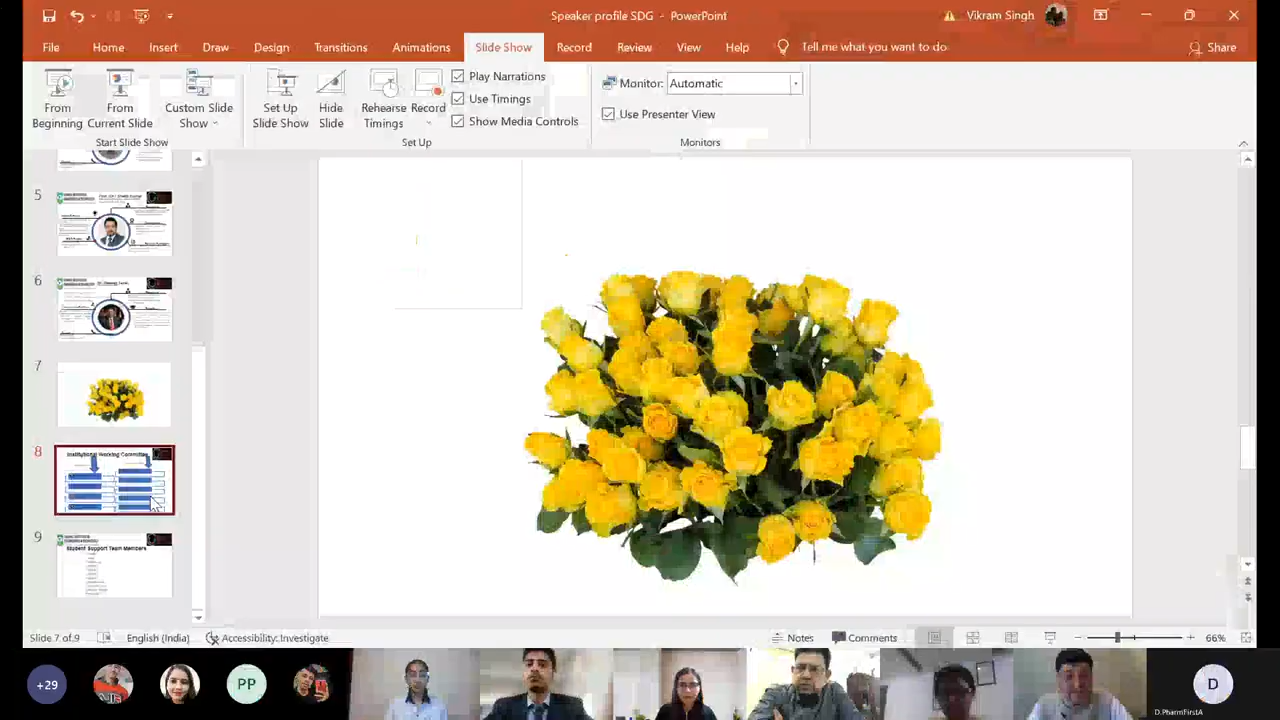 Speaker profile SDG - PowerPoint
Vikram Singh
File Home Insert Draw Design Transitions Animations Slide Show Record Review View Help Tell me what you want to do Share
From Beginning
From Current Slide
Custom Slide Show
Start Slide Show
Set Up Slide Show
Hide Slide
Rehearse Timings
Record
Play Narrations
Use Timings
Show Media Controls
Set Up
Monitor: Automatic
Use Presenter View
Monitors
5
6
7
8
Institutional Working Committee
9
Student Support Team Members
Slide 7 of 9 English (India) Accessibility: Investigate Notes Comments 66%
+29
PP
D
D.PharmFirstA